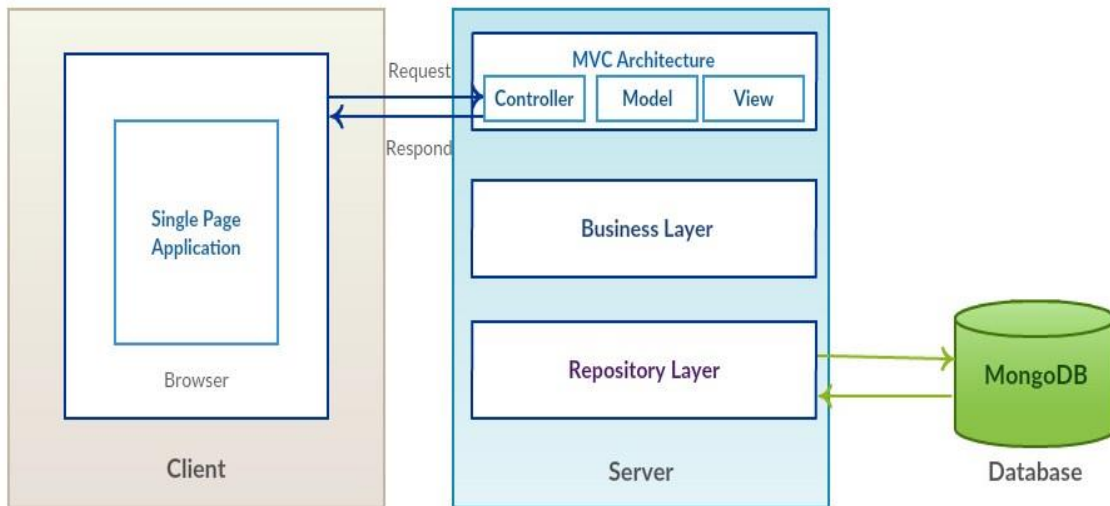 Request
Respond
Single Page
Application
Browser
Client
MVC Architecture
Controller
Model
View
Business Layer
Repository Layer
Server
MongoDB
Database